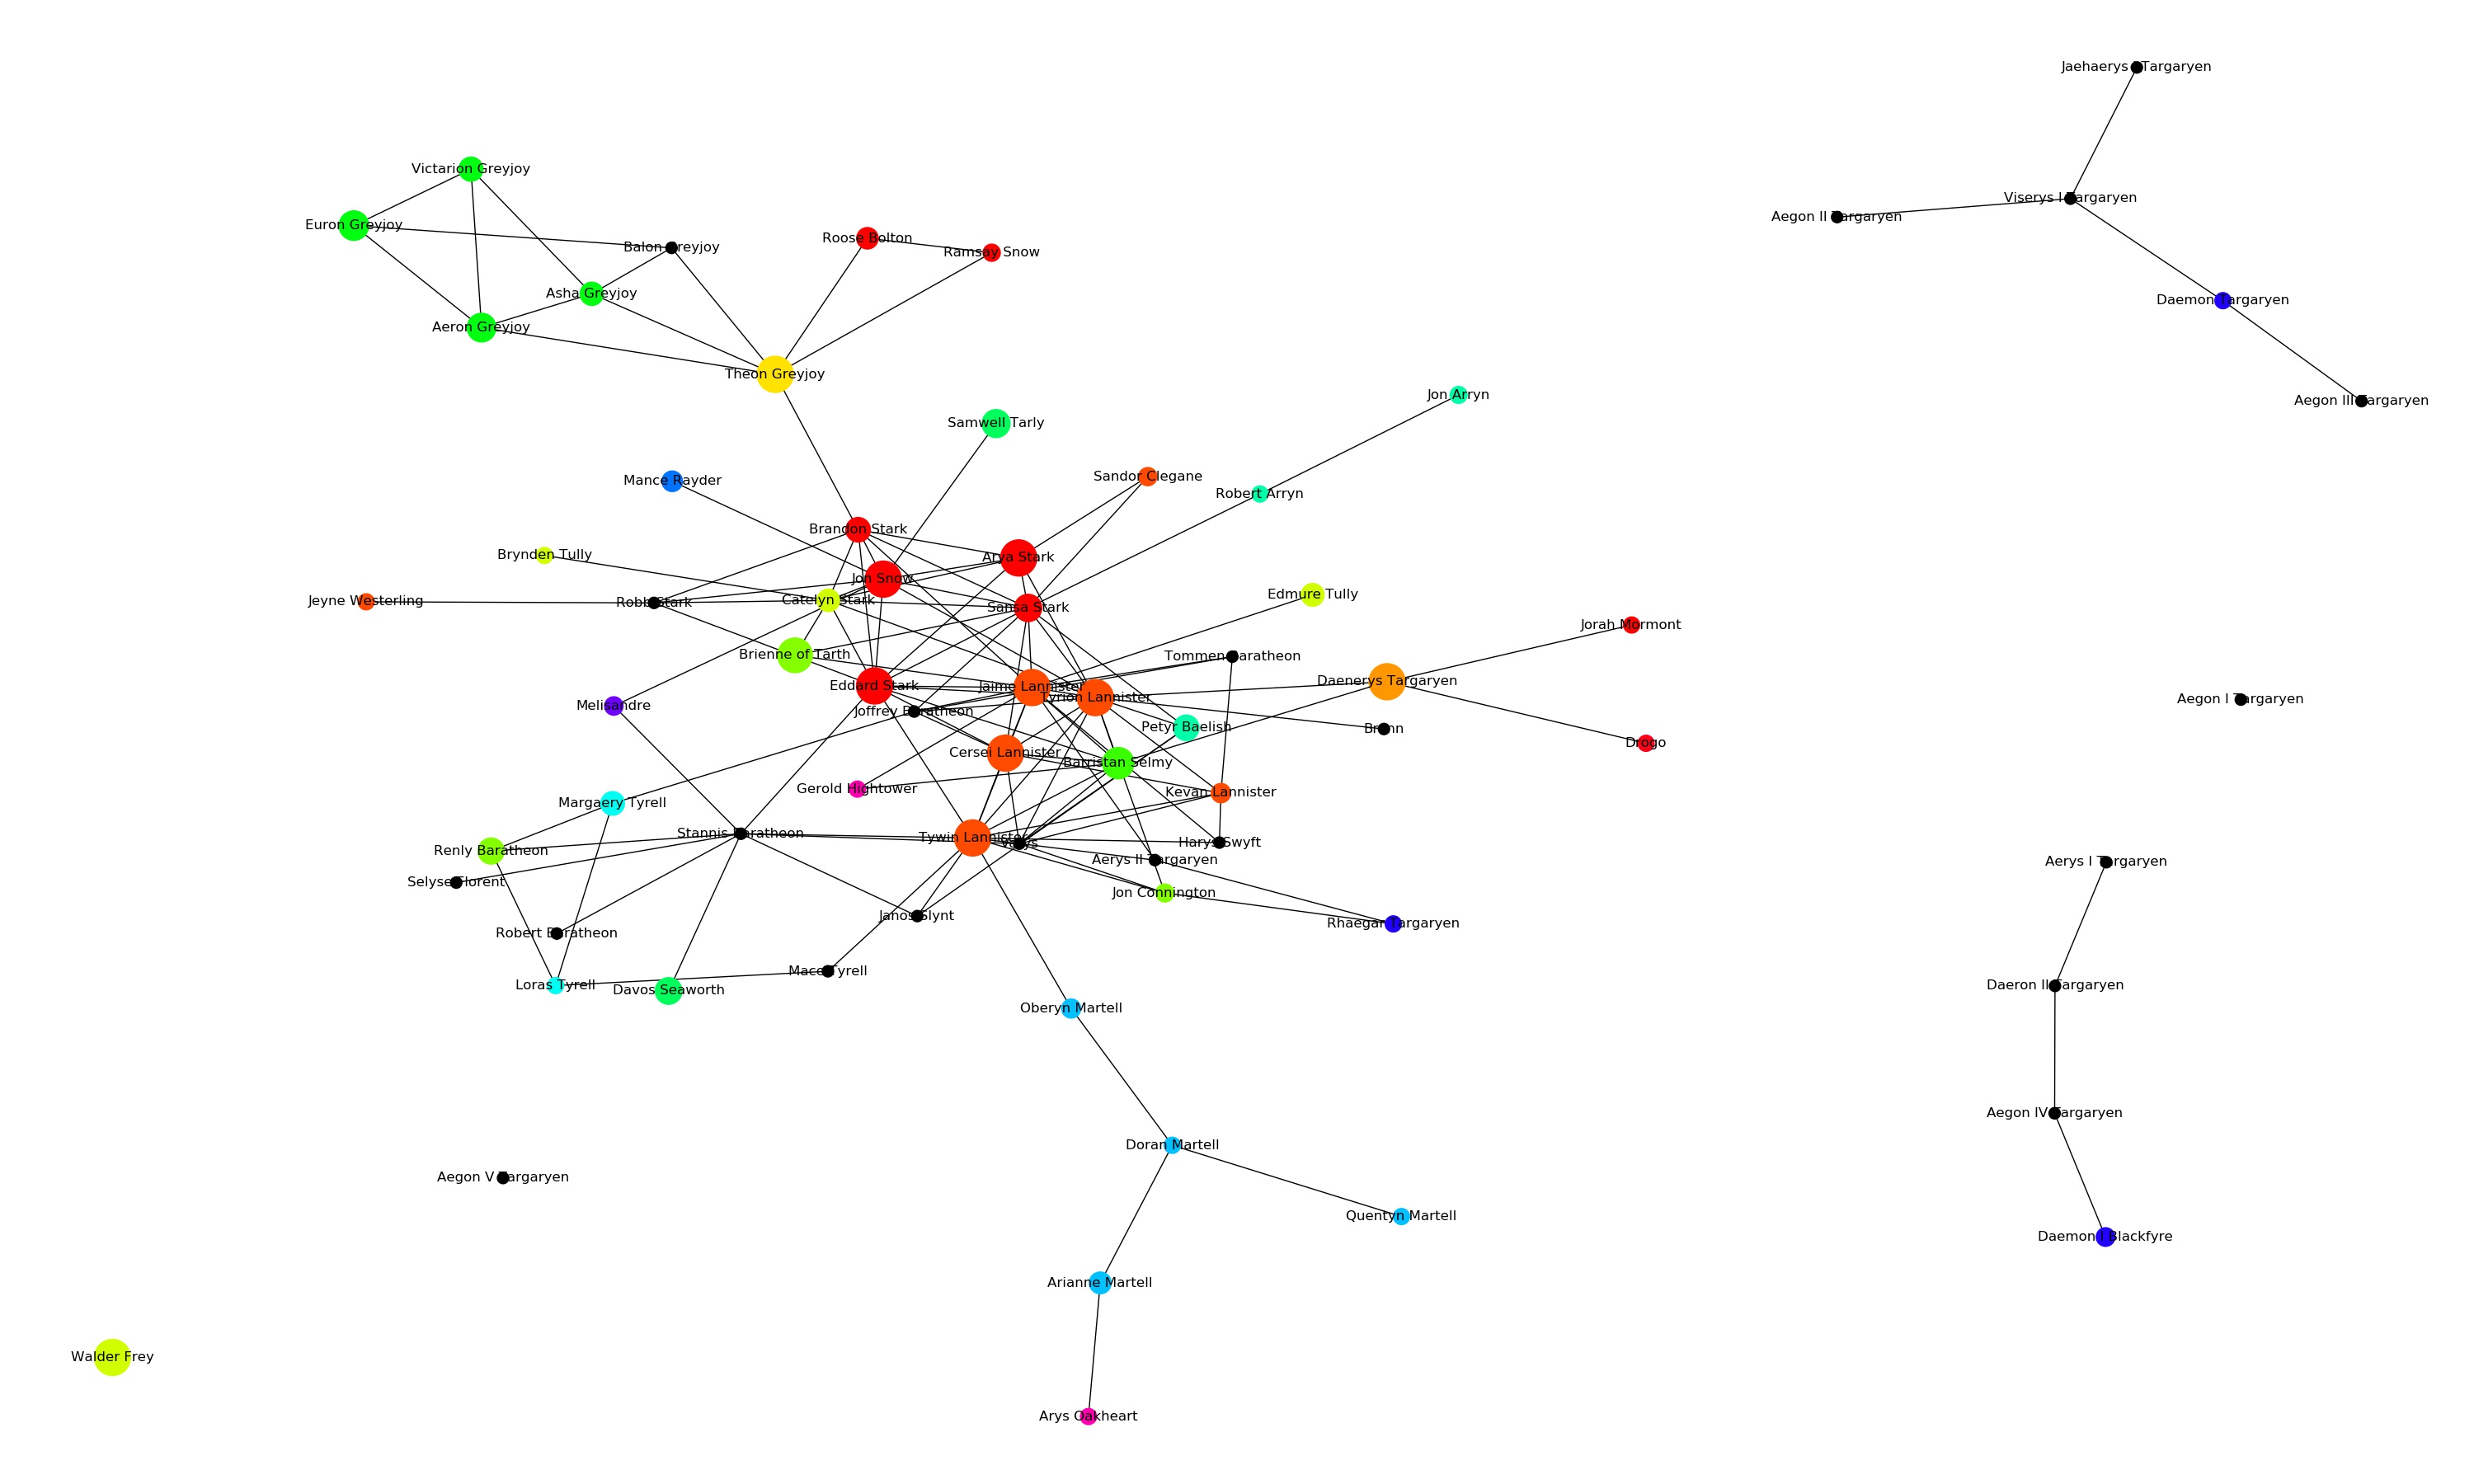 Jaehaerys I Targaryen
Victarion Greyjoy
Viserys I Targaryen
Aegon II Targaryen
Euron Greyjoy
Roose Bolton
Balon Greyjoy
Ramsay Snow
Asha Greyjoy
Daemon Targaryen
Aeron Greyjoy
Theon Greyjoy
Jon Arryn
Aegon III Targaryen
Samwell Tarly
Sandor Clegane
Mance Rayder
Robert Arryn
Brandon Stark
Brynden Tully
Arya Stark
Jon Snow
Edmure Tully
Jeyne Westerling
Robb Stark
Catelyn Stark
Sansa Stark
Jorah Mormont
Brienne of Tarth
Tommen Baratheon
Daenerys Targaryen
Eddard Stark
Jaime Lannister
Tyrion Lannister
Aegon I Targaryen
Melisandre
Joffrey Baratheon
Petyr Baelish
Bronn
Drogo
Cersei Lannister
Barristan Selmy
Gerold Hightower
Kevan Lannister
Margaery Tyrell
Stannis Baratheon
Tywin Lannister
Varys
Harys Swyft
Renly Baratheon
Aerys II Targaryen
Aerys I Targaryen
Selyse Florent
Jon Connington
Janos Slynt
Rhaegar Targaryen
Robert Baratheon
Mace Tyrell
Loras Tyrell
Davos Seaworth
Daeron II Targaryen
Oberyn Martell
Aegon IV Targaryen
Doran Martell
Aegon V Targaryen
Quentyn Martell
Daemon I Blackfyre
Arianne Martell
Walder Frey
Arys Oakheart